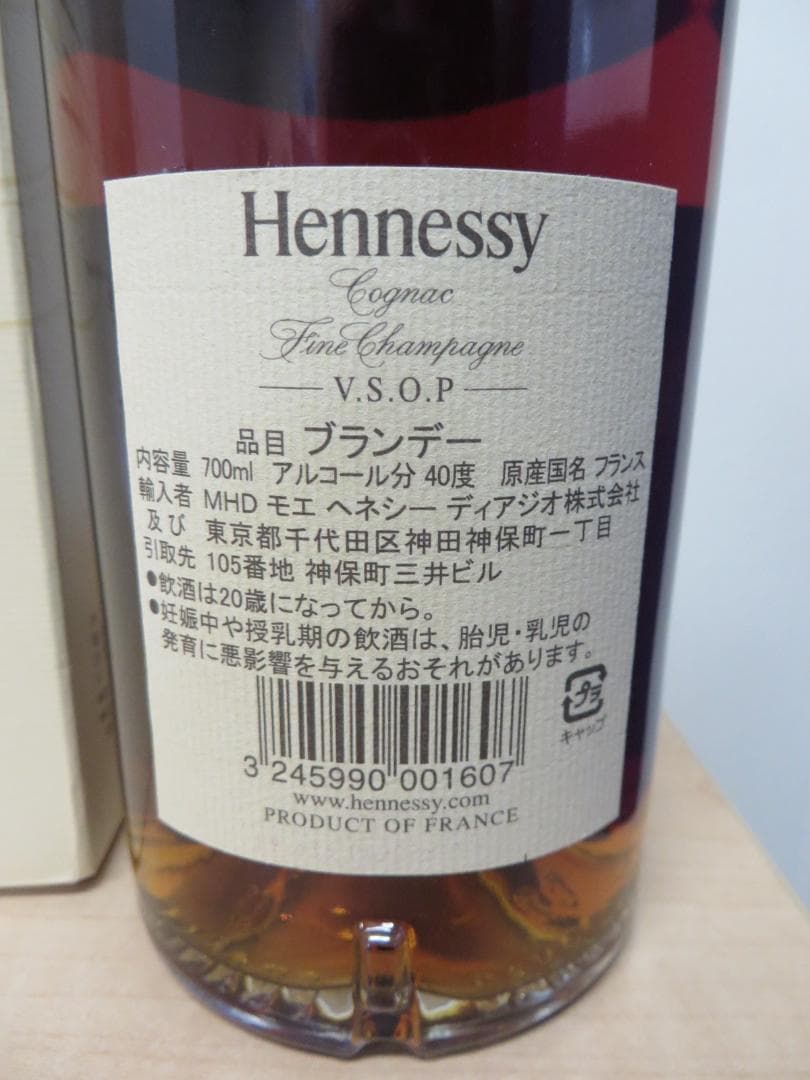 Hennessy
Cognac
Fine Champagne
V.S.O.P
品目 ブランデー
内容量 700ml アルコール分 40度 原産国名 フランス
輸入者 MHD モエ ヘネシー ディアジオ株式会社
及び 東京都千代田区神田神保町一丁目
引取先 105番地 神保町三井ビル
●飲酒は20歳になってから。
●妊娠中や授乳期の飲酒は、胎児・乳児の
発育に悪影響を与えるおそれがあります。
プラ
キャップ
3 245990 001607
www.hennessy.com
PRODUCT OF FRANCE